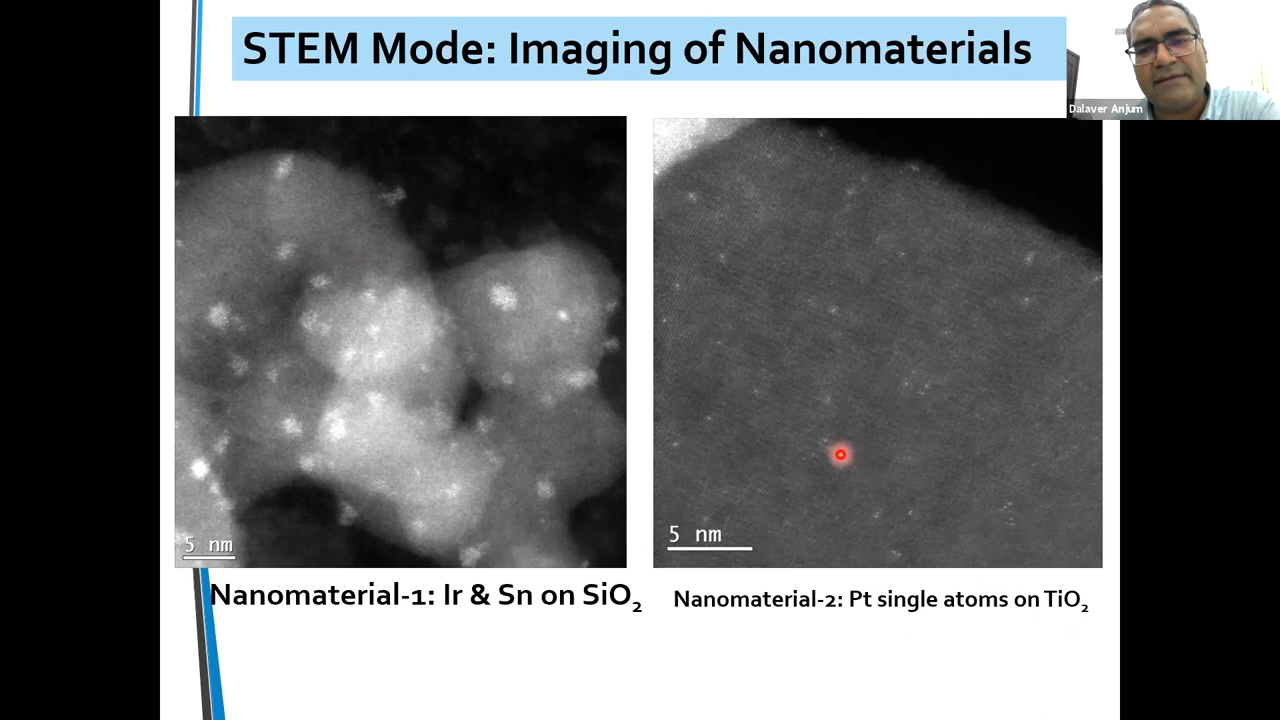 STEM Mode: Imaging of Nanomaterials
Dalaver Anjum
5 nm
5 nm
Nanomaterial-1: Ir & Sn on SiO₂
Nanomaterial-2: Pt single atoms on TiO₂